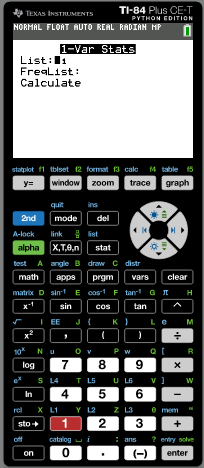 TEXAS INSTRUMENTS TI-84 Plus CE-T
PYTHON EDITION
NORMAL FLOAT AUTO REAL RADIAN MP
1-Var Stats
List:
FreqList:
Calculate
statplot f1 tblset f2 format f3 calc f4 table f5
y= window zoom trace graph
quit ins
2nd mode del
A-lock link list
alpha X,T,θ,n stat
test A angle B draw C distr
math apps prgm vars clear
matrix D sin⁻¹ E cos⁻¹ F tan⁻¹ G π H
x⁻¹ sin cos tan ^
√ I EE J { K } L e M
x² , ( ) ÷
10ˣ N u O v P w Q [ R
log 7 8 9 ×
eˣ S L4 T L5 U L6 V ] W
ln 4 5 6 −
rcl X L1 Y L2 Z L3 θ mem "
sto→ 1 2 3 +
off catalog i : ans ? entry solve
on 0 . (−) enter